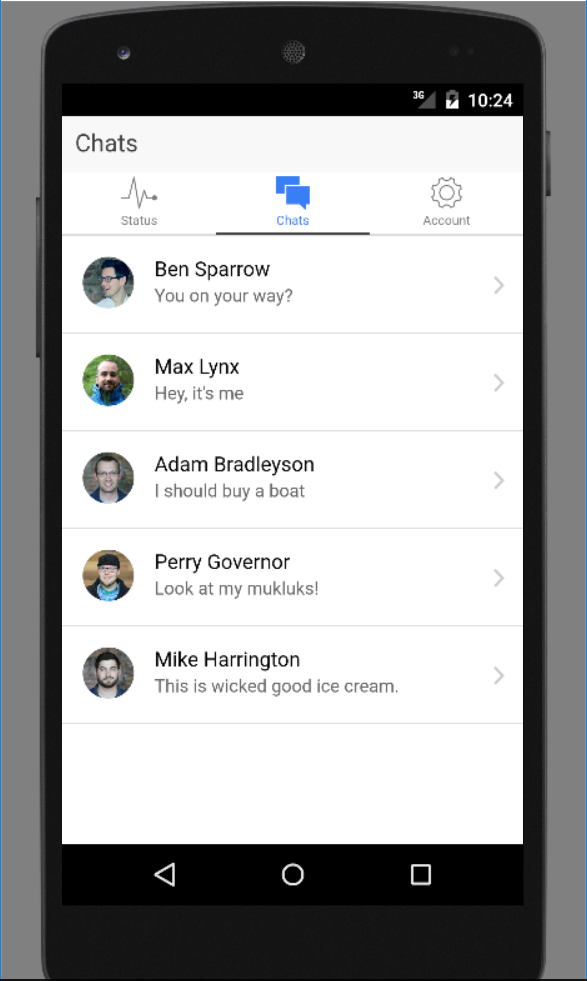 3G 10:24
Chats
Status Chats Account
Ben Sparrow
You on your way?
Max Lynx
Hey, it's me
Adam Bradleyson
I should buy a boat
Perry Governor
Look at my mukluks!
Mike Harrington
This is wicked good ice cream.